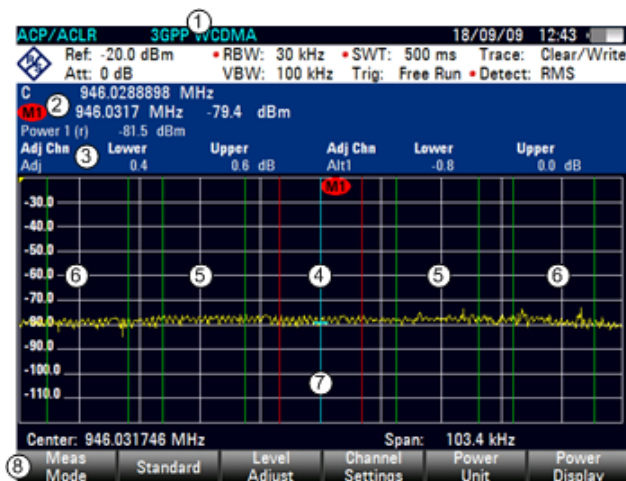 ACP/ACLR 3GPP WCDMA 18/09/09 12:43
1
Ref: -20.0 dBm • RBW: 30 kHz • SWT: 500 ms Trace: Clear/Write
Att: 0 dB VBW: 100 kHz Trig: Free Run • Detect: RMS
C 946.0288898 MHz
M1 2 946.0317 MHz -79.4 dBm
Power 1 (r) -81.5 dBm
Adj Chn Lower Upper Adj Chn Lower Upper
3
Adj 0.4 0.6 dB Alt1 -0.8 0.0 dB
M1
-30.0
-40.0
-50.0
-60.0 6 5 4 5 6
-70.0
-80.0
-90.0
-100.0 7
-110.0
Center: 946.031746 MHz Span: 103.4 kHz
8 Meas Mode Standard Level Adjust Channel Settings Power Unit Power Display